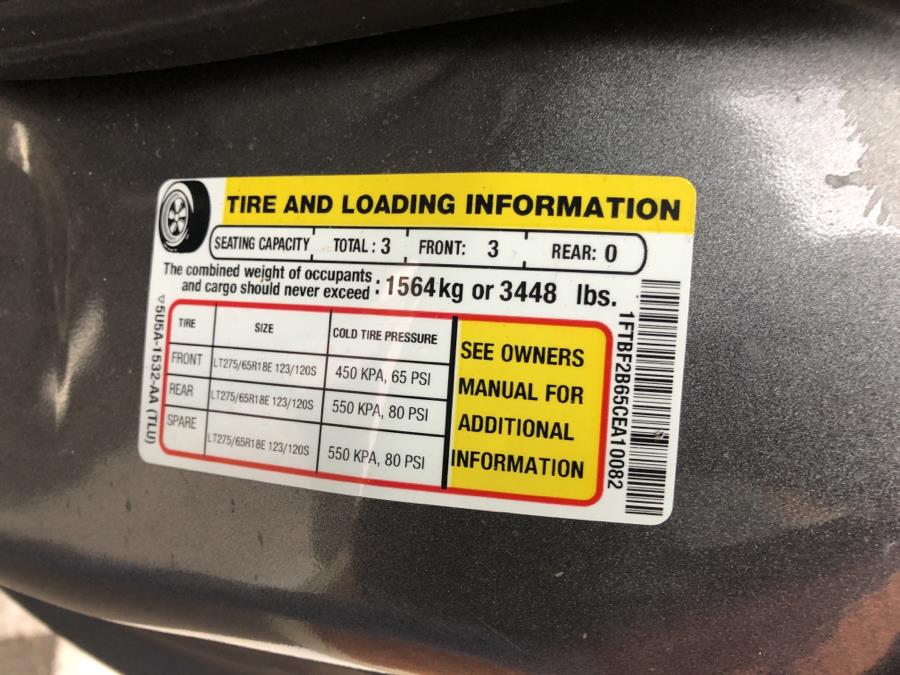 TIRE AND LOADING INFORMATION
SEATING CAPACITY TOTAL : 3 FRONT: 3 REAR: 0
The combined weight of occupants
and cargo should never exceed : 1564kg or 3448 lbs.
TIRE SIZE COLD TIRE PRESSURE
FRONT LT275/65R18E 123/120S 450 KPA, 65 PSI
REAR LT275/65R18E 123/120S 550 KPA, 80 PSI
SPARE LT275/65R18E 123/120S 550 KPA, 80 PSI
SEE OWNERS
MANUAL FOR
ADDITIONAL
INFORMATION
▽5U5A-1532-AA (TLU)
1FTBF2B65CEA10082